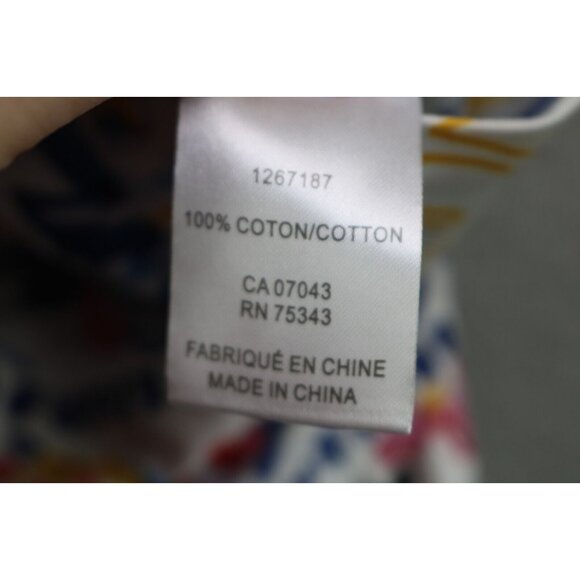 1267187
100% COTON/COTTON
CA 07043
RN 75343
FABRIQUÉ EN CHINE
MADE IN CHINA